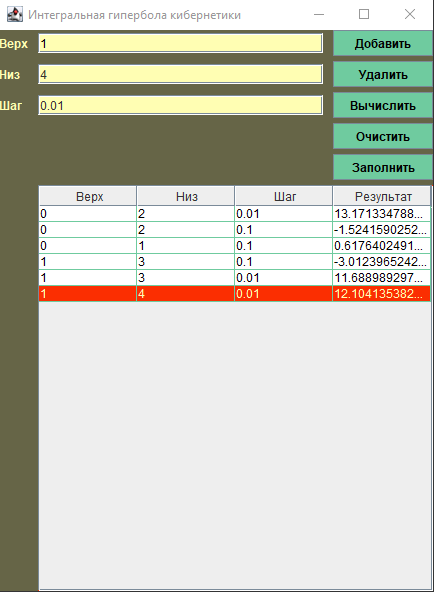 Интегральная гипербола кибернетики
Верх 1 Добавить
Низ 4 Удалить
Шаг 0.01 Вычислить
Очистить
Заполнить
Верх Низ Шаг Результат
0 2 0.01 13.171334788...
0 2 0.1 -1.5241590252...
0 1 0.1 0.6176402491...
1 3 0.1 -3.0123965242...
1 3 0.01 11.688989297...
1 4 0.01 12.104135382...